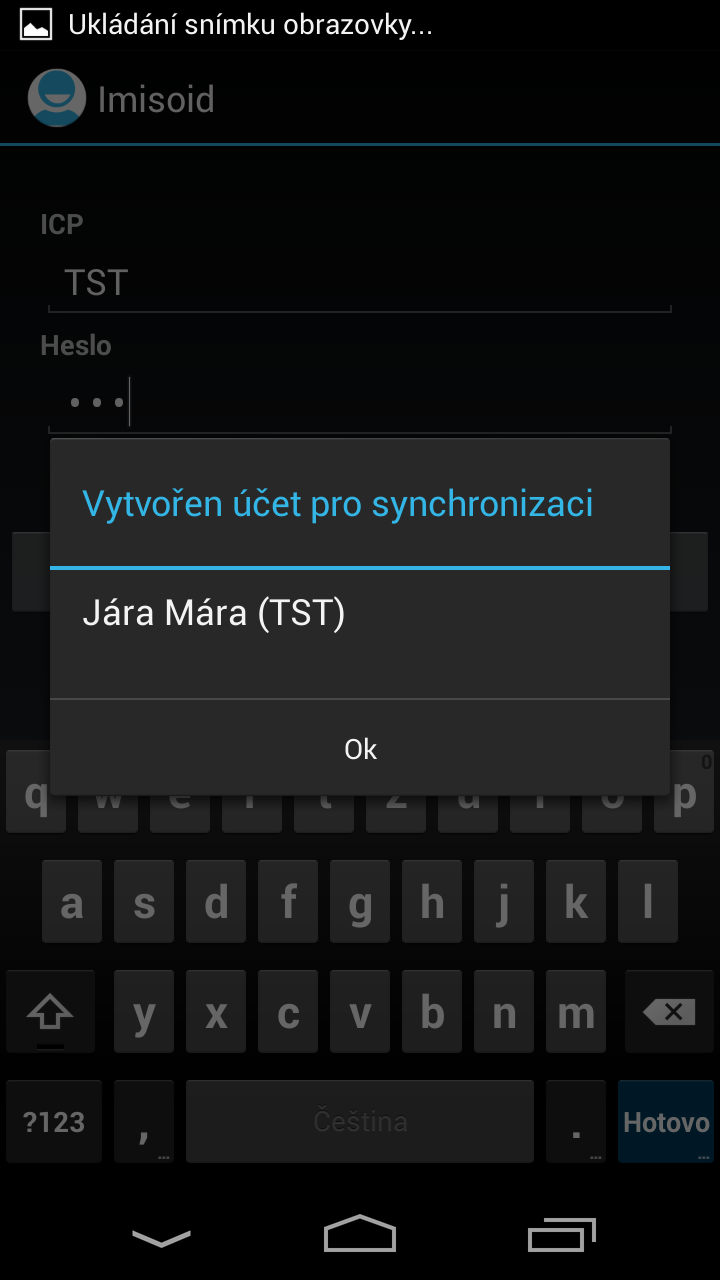 Ukládání snímku obrazovky...
Imisoid
ICP
TST
Heslo
Vytvořen účet pro synchronizaci
Jára Mára (TST)
Ok
0
q w e r t z u i o p
a s d f g h j k l
y x c v b n m
?123 , Čeština . Hotovo